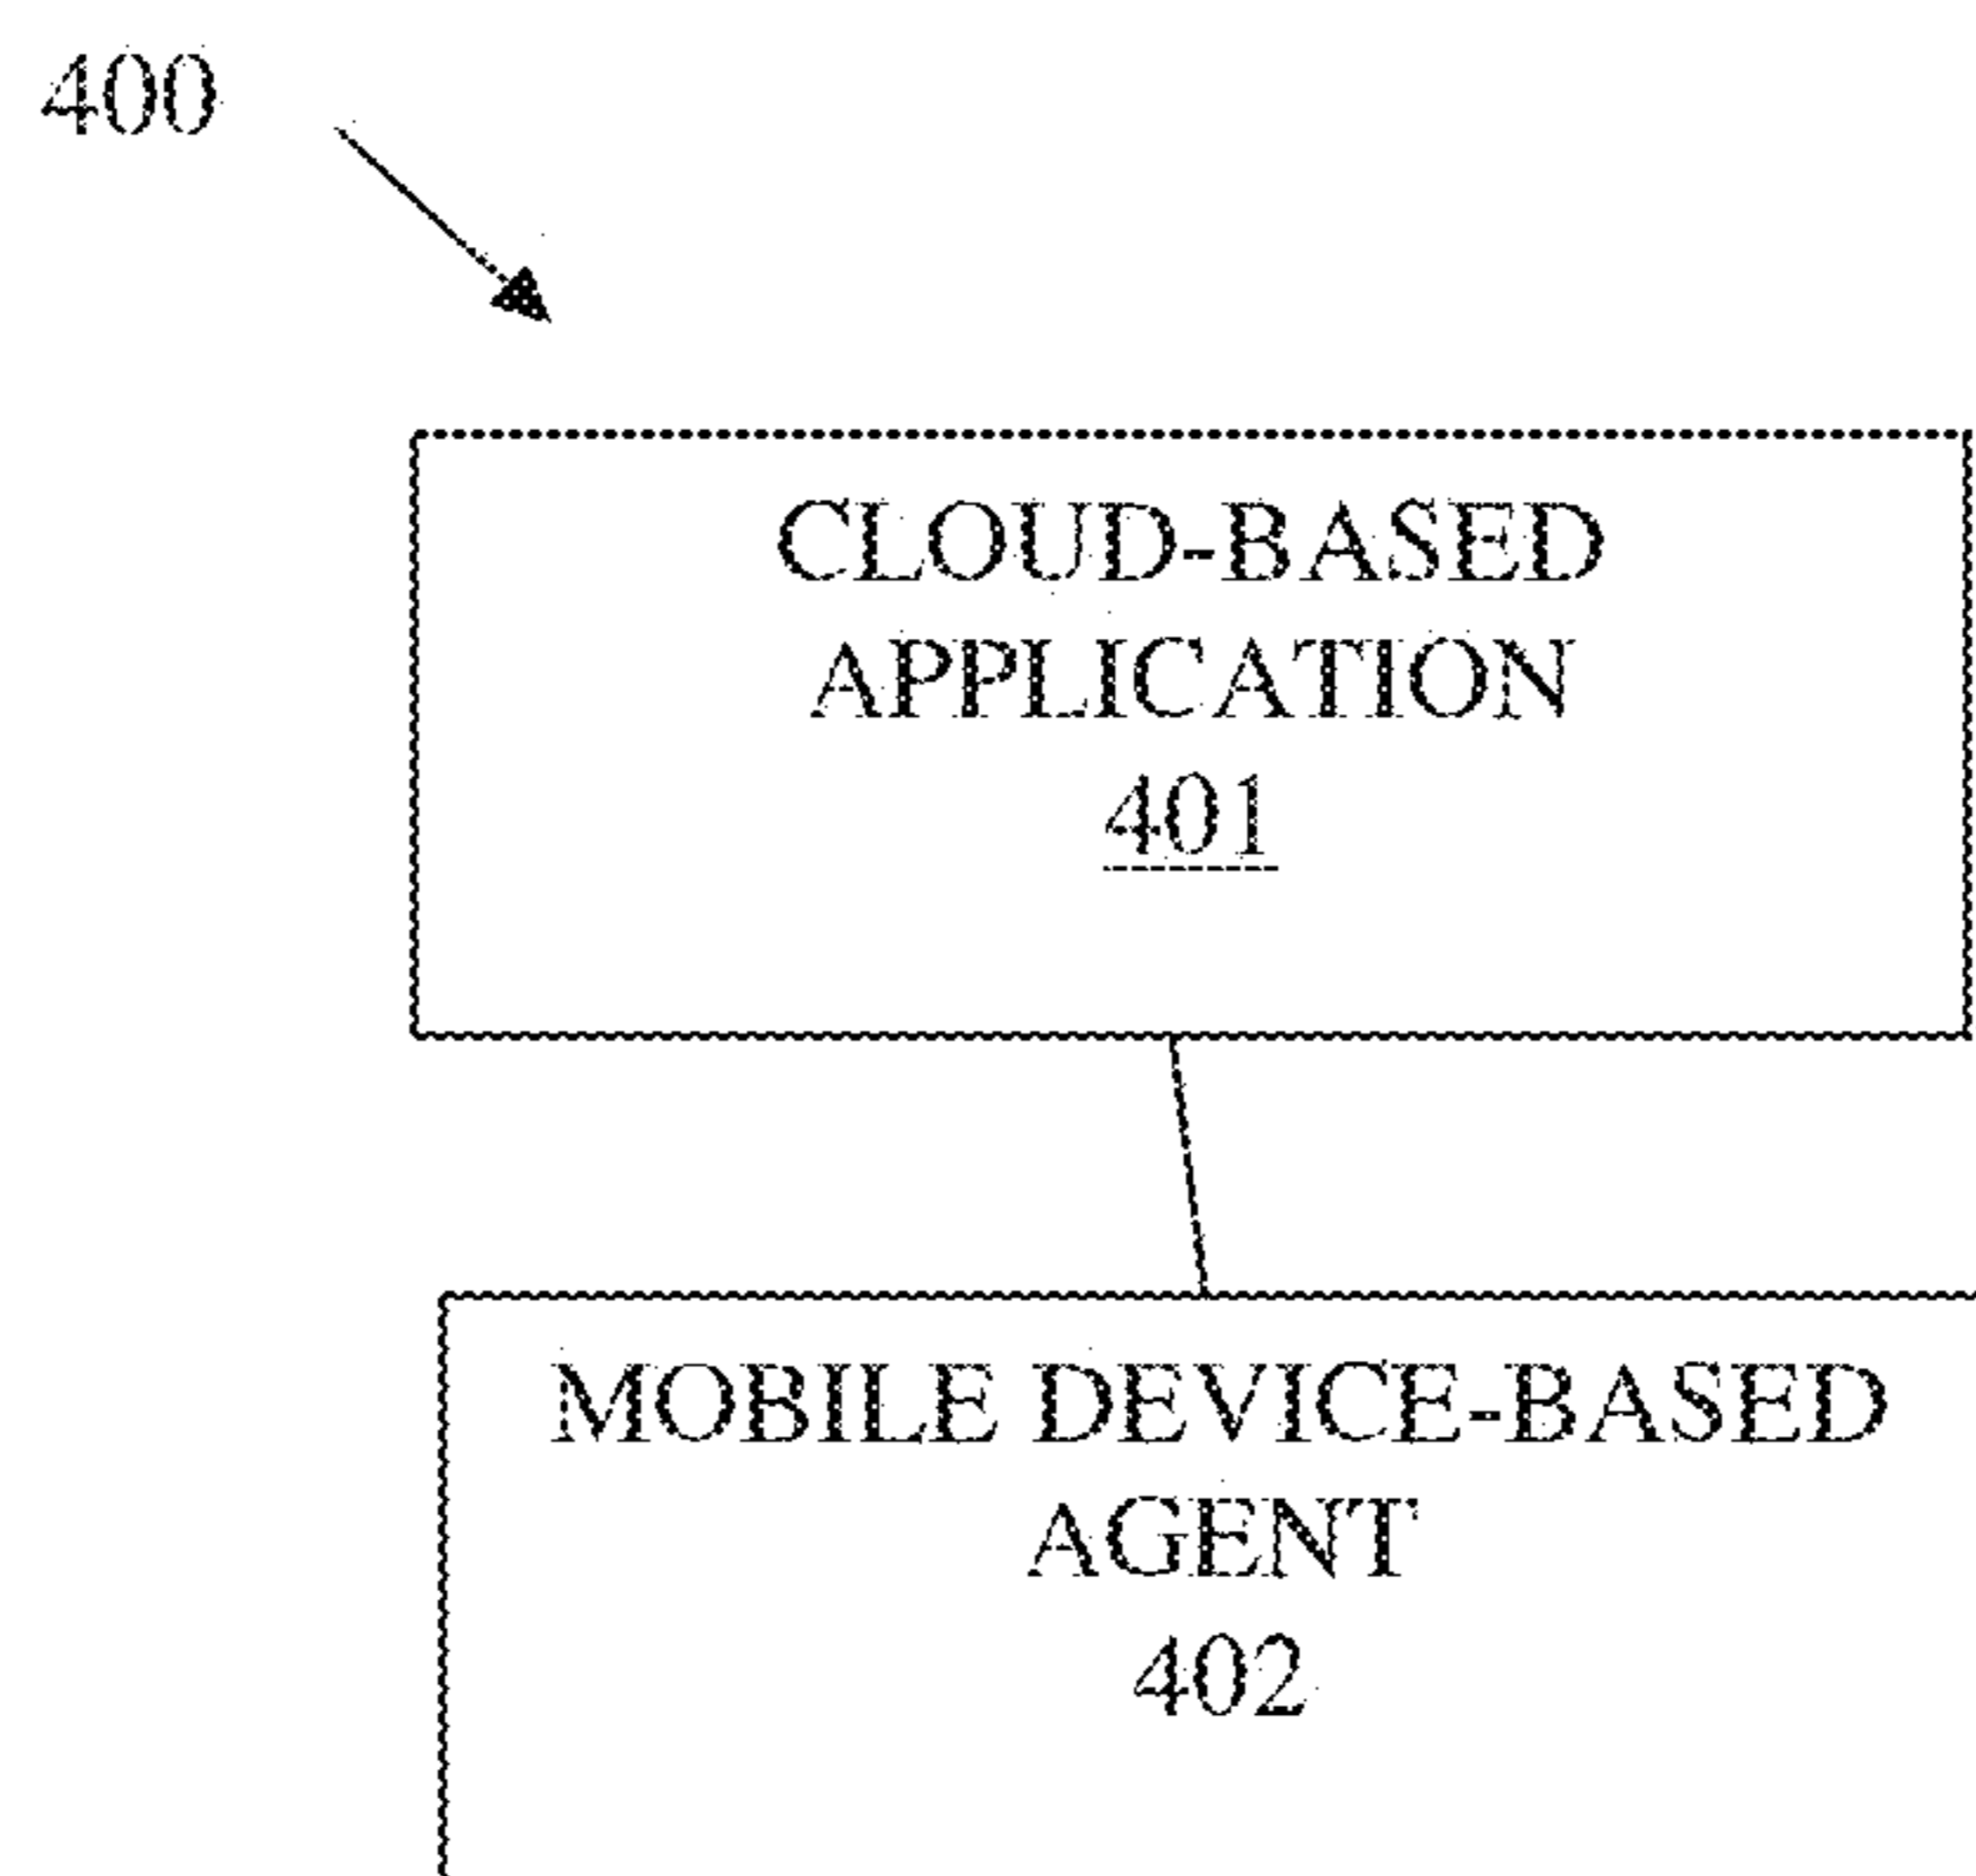 400
CLOUD-BASED
APPLICATION
401
MOBILE DEVICE-BASED
AGENT
402